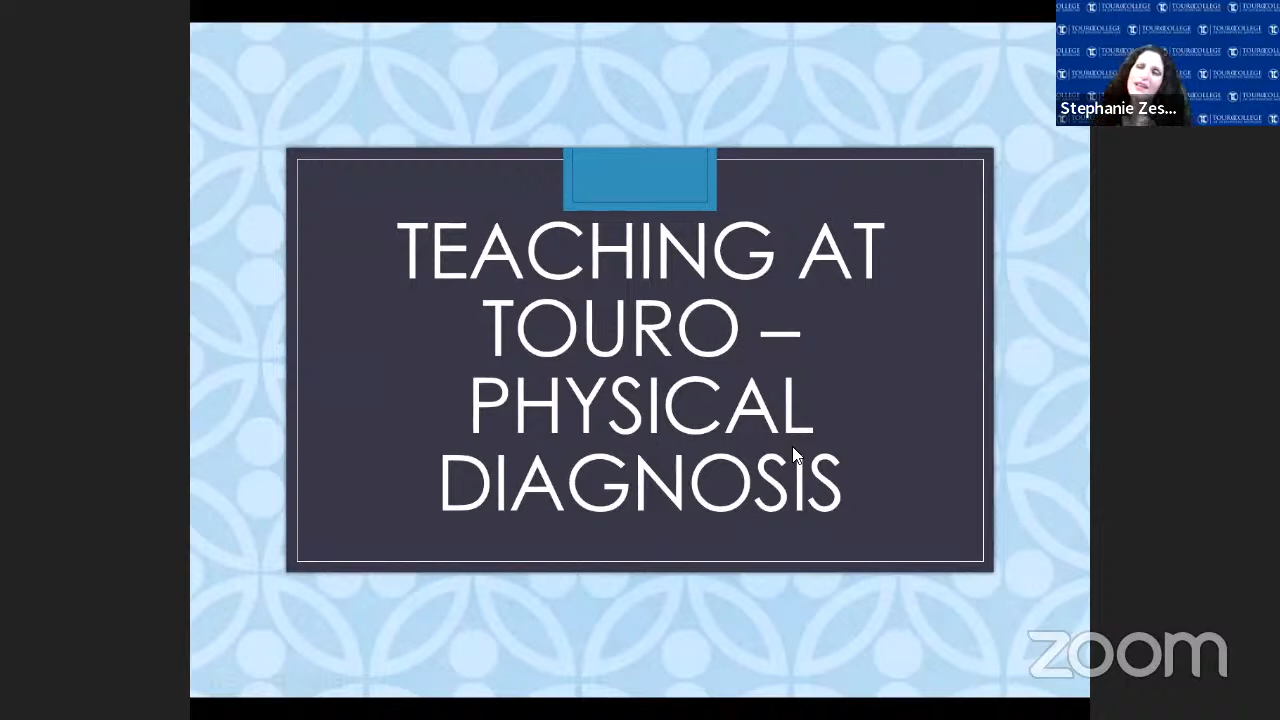 TEACHING AT
TOURO –
PHYSICAL
DIAGNOSIS
Stephanie Zes...
zoom